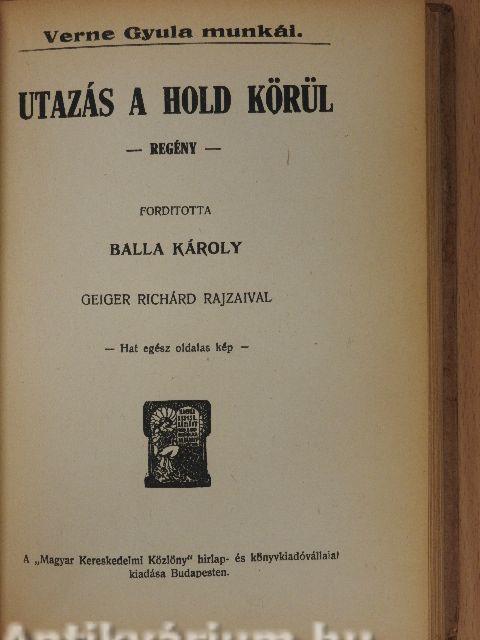 Verne Gyula munkái.
UTAZÁS A HOLD KÖRÜL
— REGÉNY —
FORDITOTTA
BALLA KÁROLY
GEIGER RICHÁRD RAJZAIVAL
— Hat egész oldalas kép —
A „Magyar Kereskedelmi Közlöny" hirlap- és könyvkiadóvállalat
kiadása Budapesten.
Antikvárium.hu